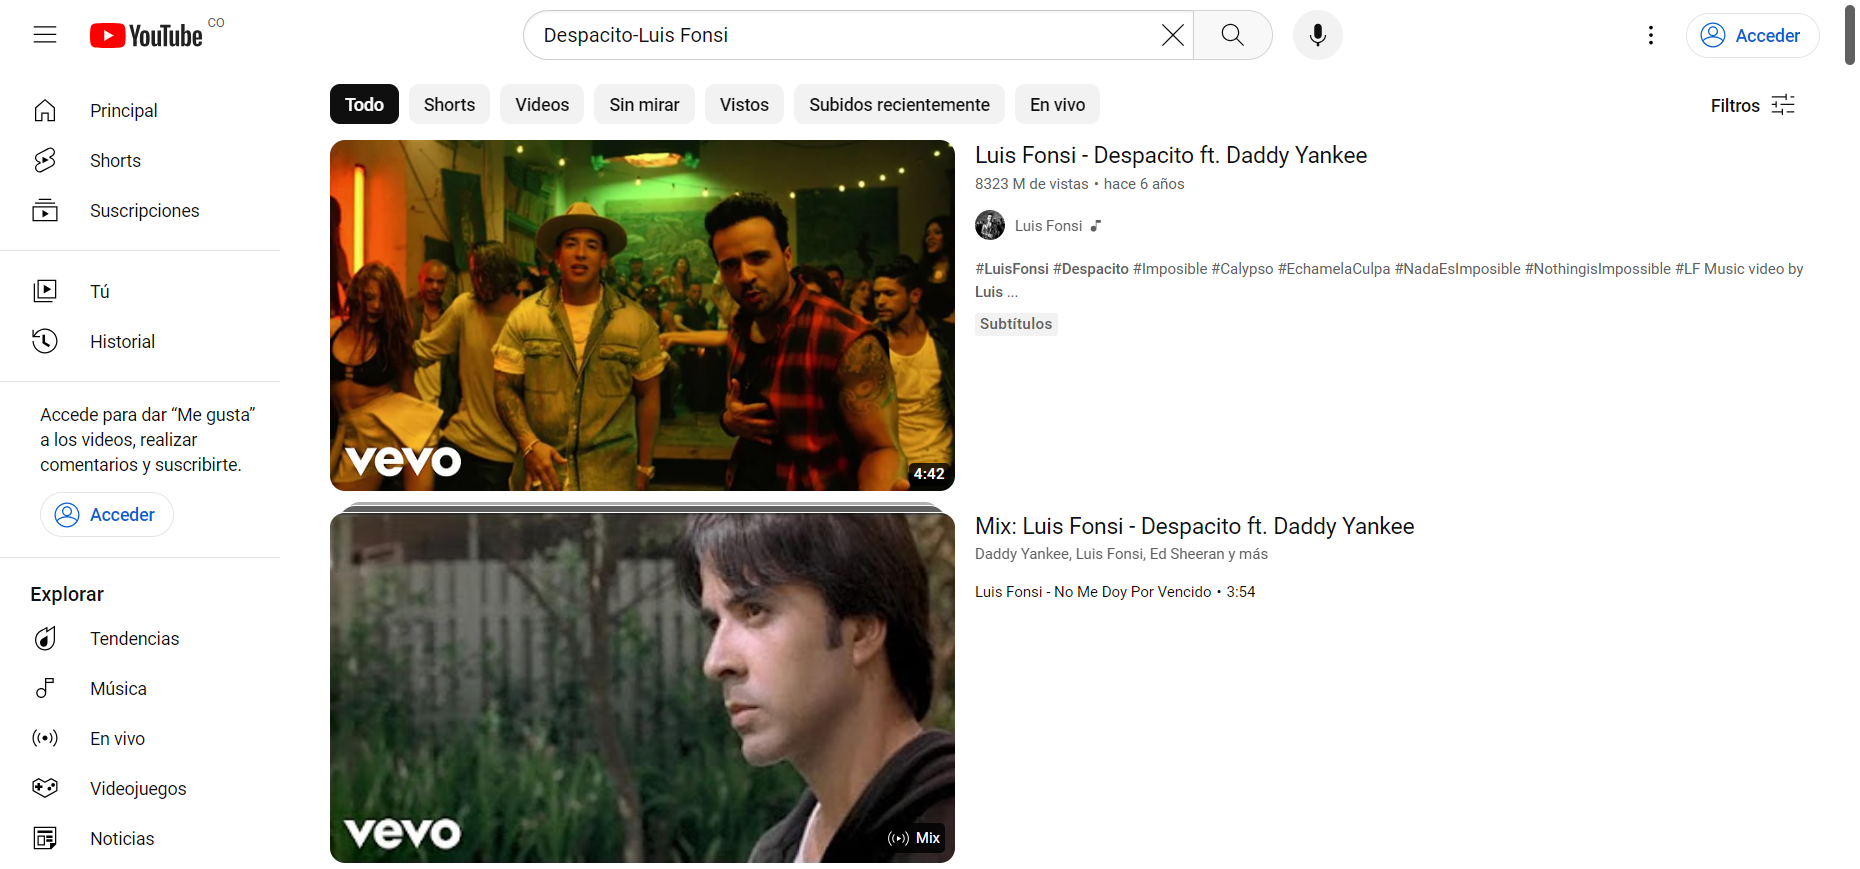 YouTube CO
Despacito-Luis Fonsi
Acceder
Principal
Shorts
Suscripciones
Tú
Historial
Accede para dar “Me gusta”
a los videos, realizar
comentarios y suscribirte.
Acceder
Explorar
Tendencias
Música
En vivo
Videojuegos
Noticias
Todo
Shorts
Videos
Sin mirar
Vistos
Subidos recientemente
En vivo
Filtros
vevo
4:42
Luis Fonsi - Despacito ft. Daddy Yankee
8323 M de vistas • hace 6 años
Luis Fonsi
#LuisFonsi #Despacito #Imposible #Calypso #EchamelaCulpa #NadaEsImposible #NothingisImpossible #LF Music video by
Luis ...
Subtítulos
vevo
Mix
Mix: Luis Fonsi - Despacito ft. Daddy Yankee
Daddy Yankee, Luis Fonsi, Ed Sheeran y más
Luis Fonsi - No Me Doy Por Vencido • 3:54